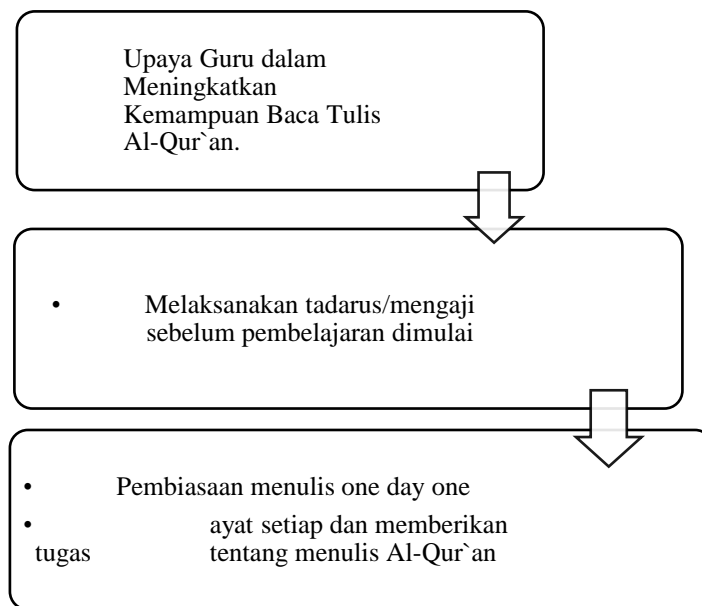 Upaya Guru dalam
Meningkatkan
Kemampuan Baca Tulis
Al-Qur`an.
• Melaksanakan tadarus/mengaji
sebelum pembelajaran dimulai
• Pembiasaan menulis one day one
• ayat setiap dan memberikan
tugas tentang menulis Al-Qur`an